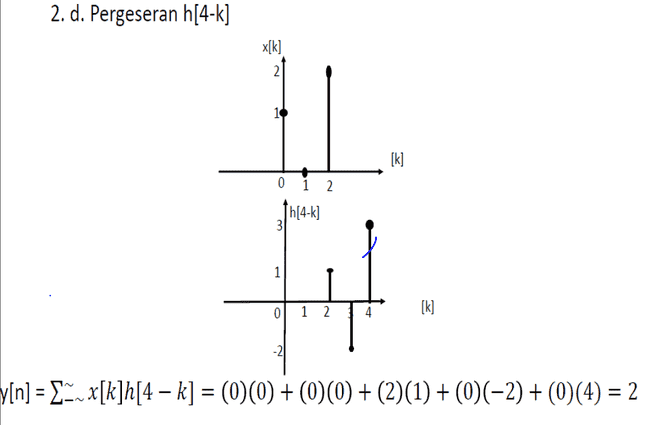 2. d. Pergeseran h[4-k]
x[k]
2
1
[k]
0 1 2
h[4-k]
3
1
0 1 2 3 4 [k]
-2
y[n] = ∑~₋~ x[k]h[4 − k] = (0)(0) + (0)(0) + (2)(1) + (0)(−2) + (0)(4) = 2